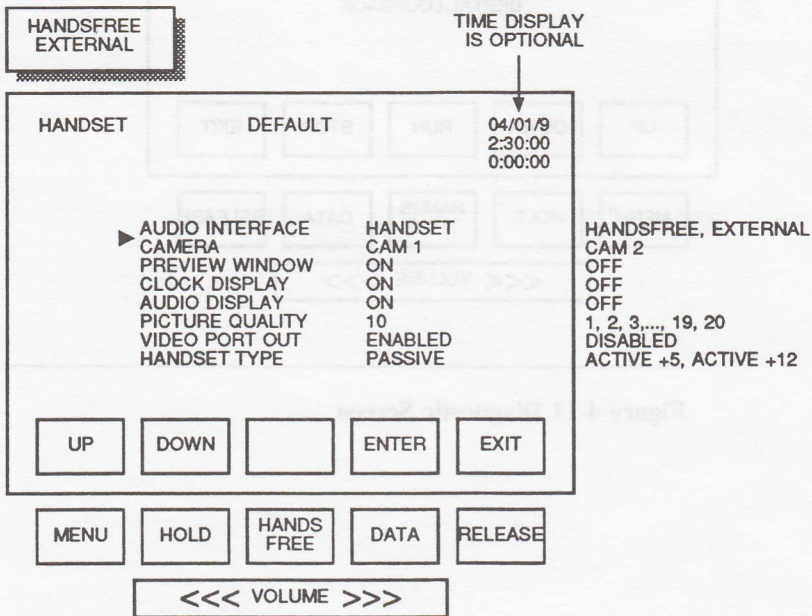 HANDSFREE
EXTERNAL
TIME DISPLAY
IS OPTIONAL
HANDSET DEFAULT 04/01/9
2:30:00
0:00:00
AUDIO INTERFACE HANDSET HANDSFREE, EXTERNAL
CAMERA CAM 1 CAM 2
PREVIEW WINDOW ON OFF
CLOCK DISPLAY ON OFF
AUDIO DISPLAY ON OFF
PICTURE QUALITY 10 1, 2, 3,..., 19, 20
VIDEO PORT OUT ENABLED DISABLED
HANDSET TYPE PASSIVE ACTIVE +5, ACTIVE +12
UP DOWN ENTER EXIT
MENU HOLD HANDS FREE DATA RELEASE
<<< VOLUME >>>